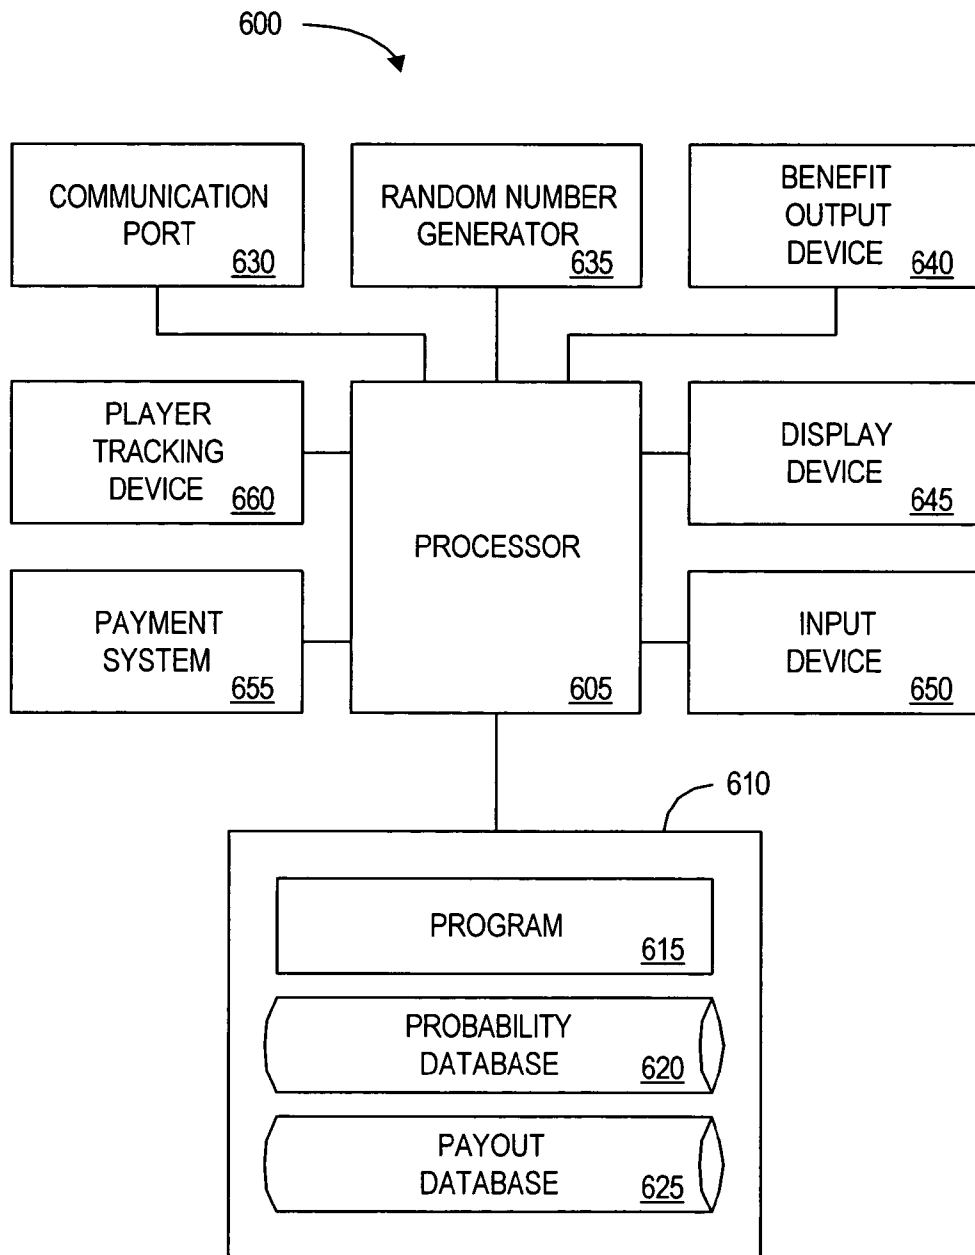 600
COMMUNICATION
PORT
630
RANDOM NUMBER
GENERATOR
635
BENEFIT
OUTPUT
DEVICE
640
PLAYER
TRACKING
DEVICE
660
PROCESSOR
605
DISPLAY
DEVICE
645
PAYMENT
SYSTEM
655
INPUT
DEVICE
650
610
PROGRAM
615
PROBABILITY
DATABASE
620
PAYOUT
DATABASE
625